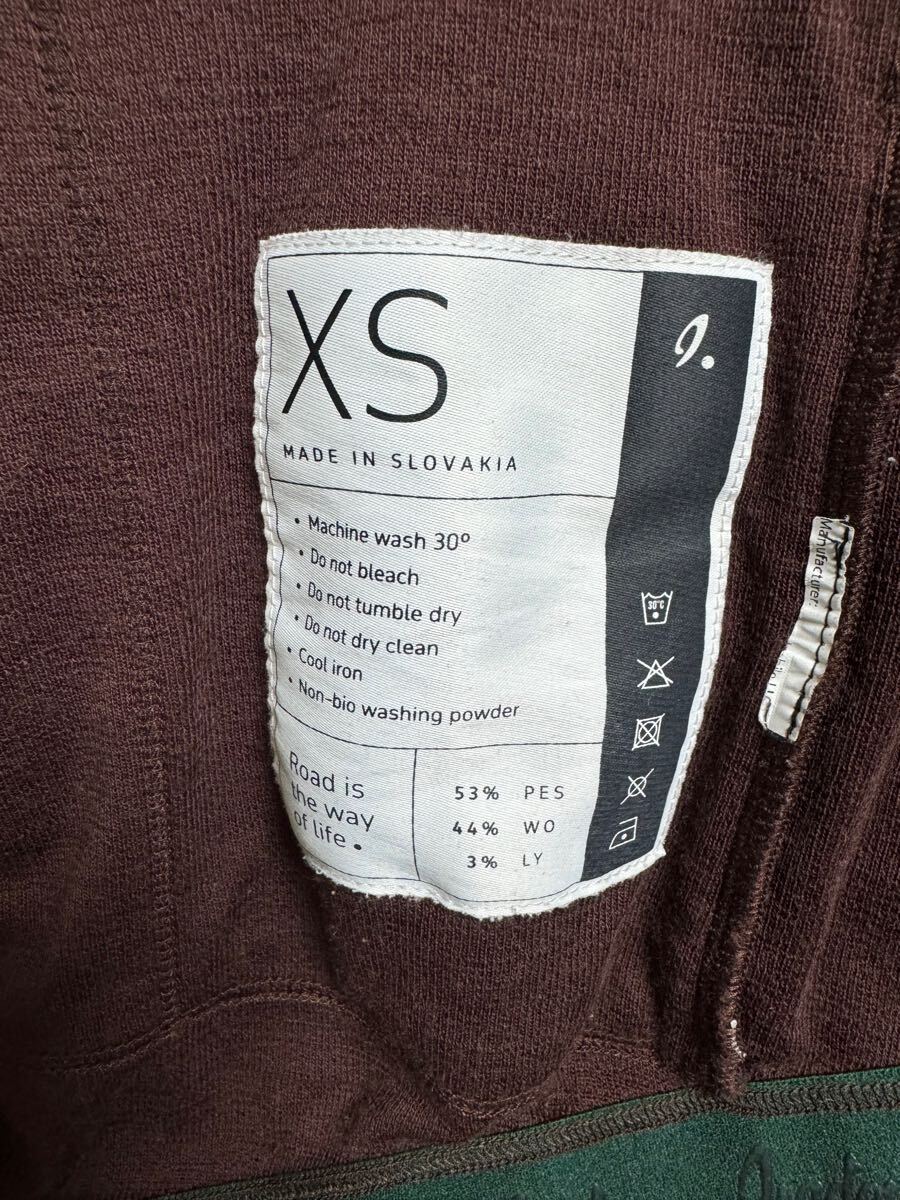 XS
MADE IN SLOVAKIA
• Machine wash 30°
• Do not bleach
• Do not tumble dry
• Do not dry clean
• Cool iron
• Non-bio washing powder
Road is
the way
of life •
53% PES
44% WO
3% LY
30°C
Manufacturer: